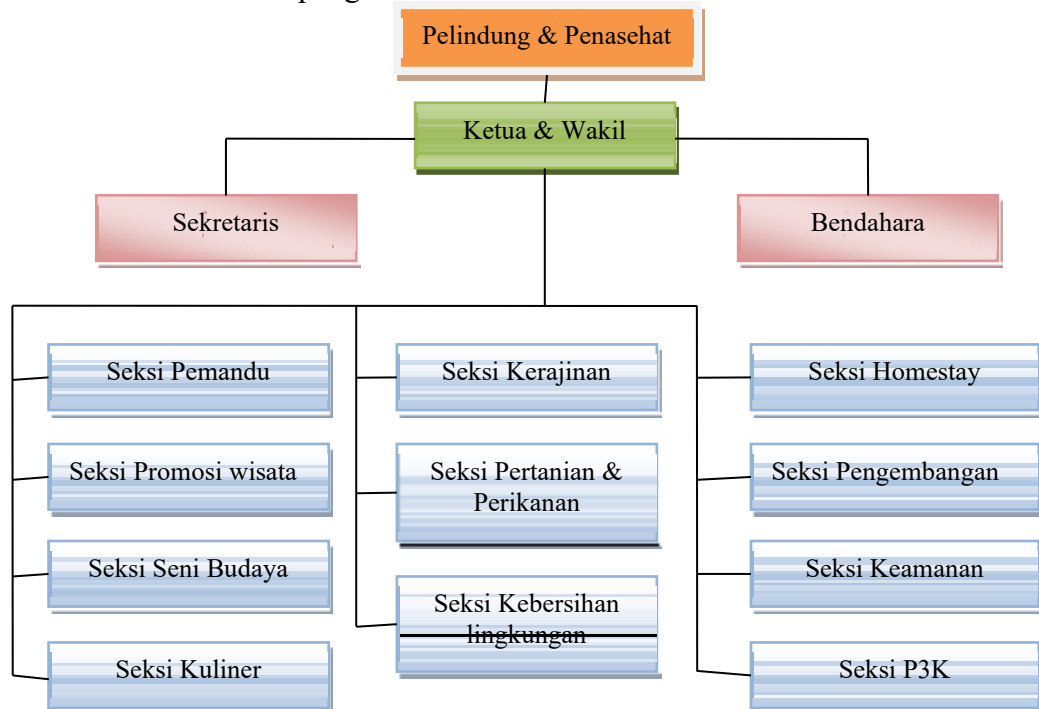 Pelindung & Penasehat
Ketua & Wakil
Sekretaris
Bendahara
Seksi Pemandu
Seksi Promosi wisata
Seksi Seni Budaya
Seksi Kuliner
Seksi Kerajinan
Seksi Pertanian &
Perikanan
Seksi Kebersihan
lingkungan
Seksi Homestay
Seksi Pengembangan
Seksi Keamanan
Seksi P3K